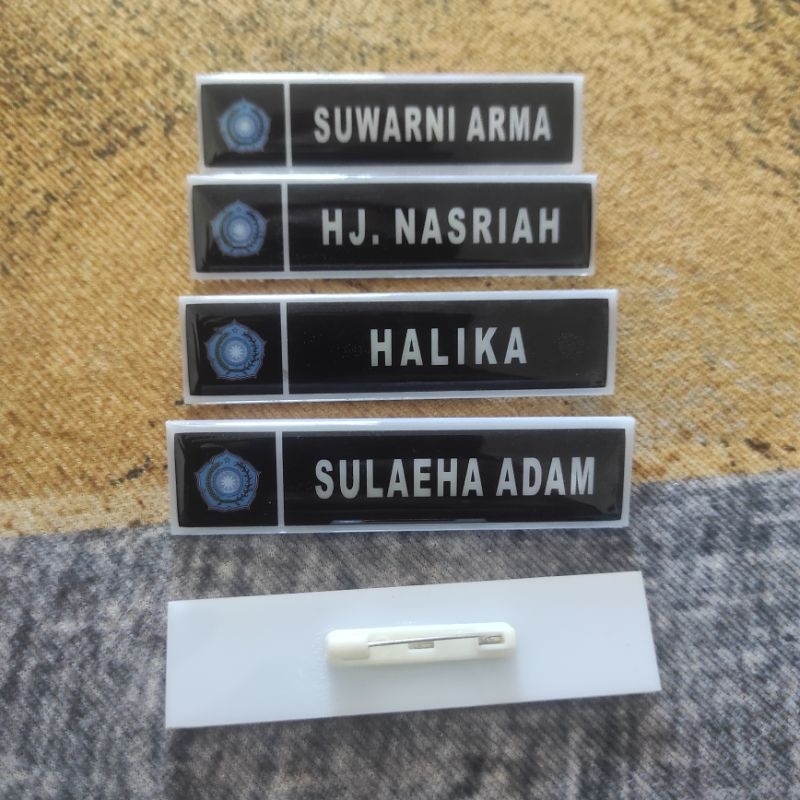 SUWARNI ARMA
HJ. NASRIAH
HALIKA
SULAEHA ADAM